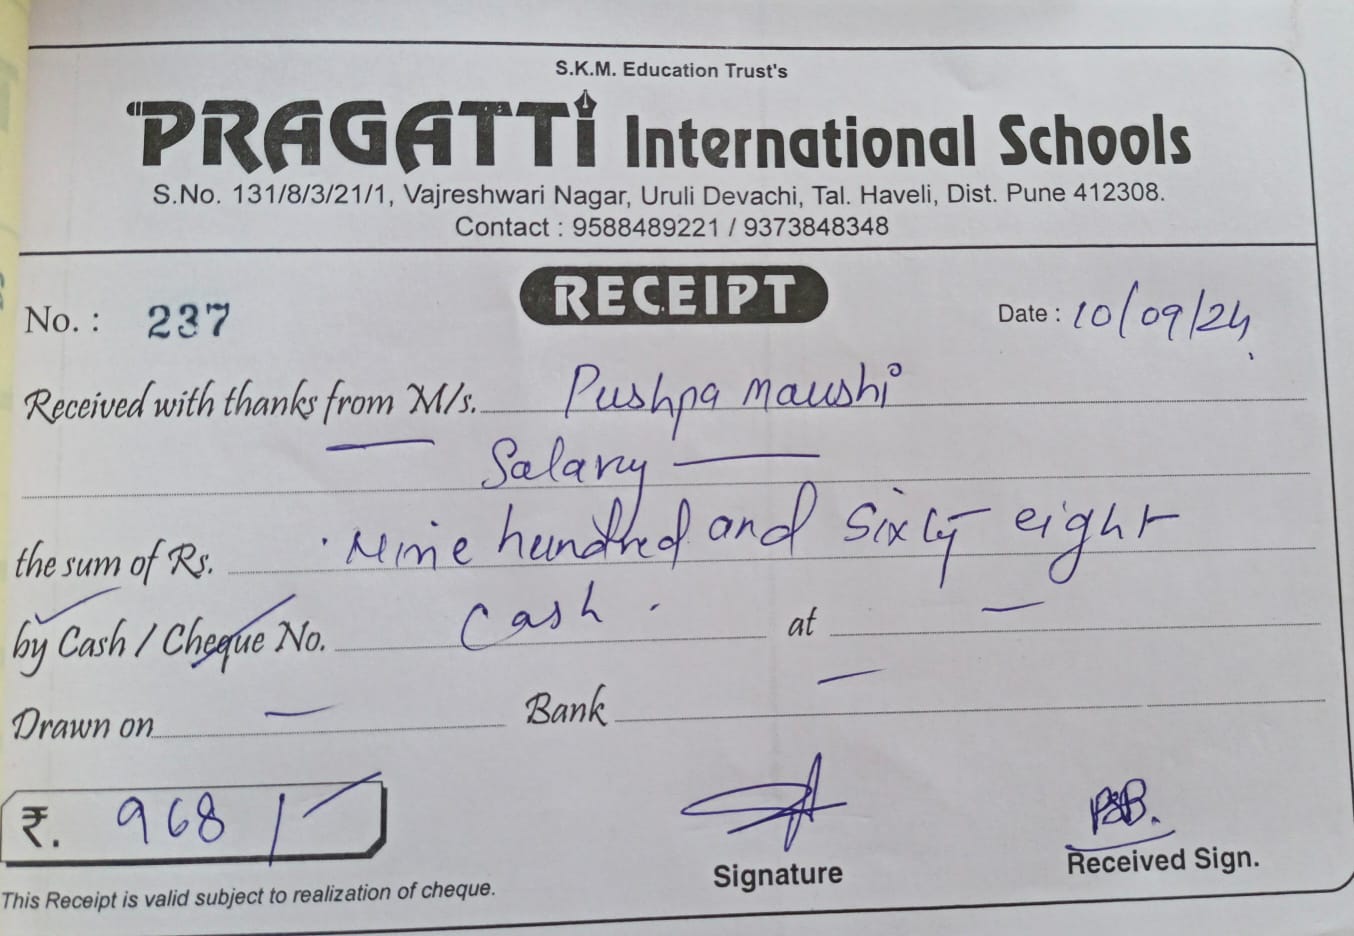 S.K.M. Education Trust's
"PRAGATTi International Schools
S.No. 131/8/3/21/1, Vajreshwari Nagar, Uruli Devachi, Tal. Haveli, Dist. Pune 412308.
Contact : 9588489221 / 9373848348
RECEIPT
No. : 237
Date : 10/09/24
Received with thanks from M/s. Pushpa maushi
Salary
the sum of Rs. Nine hundred and sixty eight
by Cash / Cheque No. Cash. at —
Drawn on — Bank —
₹. 968/-
Signature
PSB.
Received Sign.
This Receipt is valid subject to realization of cheque.